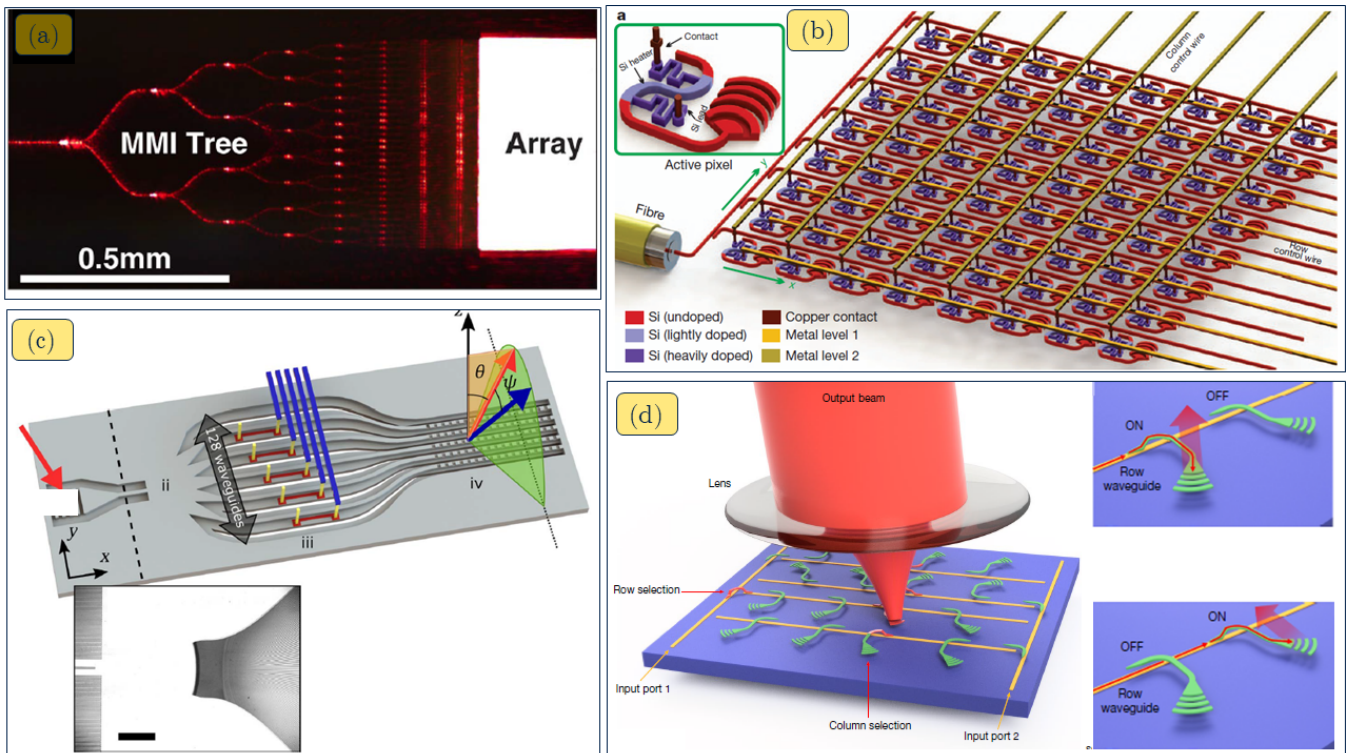 (a)
MMI Tree
Array
0.5mm
(b)
a
Contact
Si heater
Si lead
Active pixel
Column
control wire
Fibre
y
x
Row
control wire
Si (undoped)
Si (lightly doped)
Si (heavily doped)
Copper contact
Metal level 1
Metal level 2
(c)
z
θ
ψ
128 waveguides
ii
iii
iv
y
x
(d)
Output beam
Lens
Row selection
Input port 1
Column selection
Input port 2
OFF
ON
Row
waveguide
ON
OFF
Row
waveguide